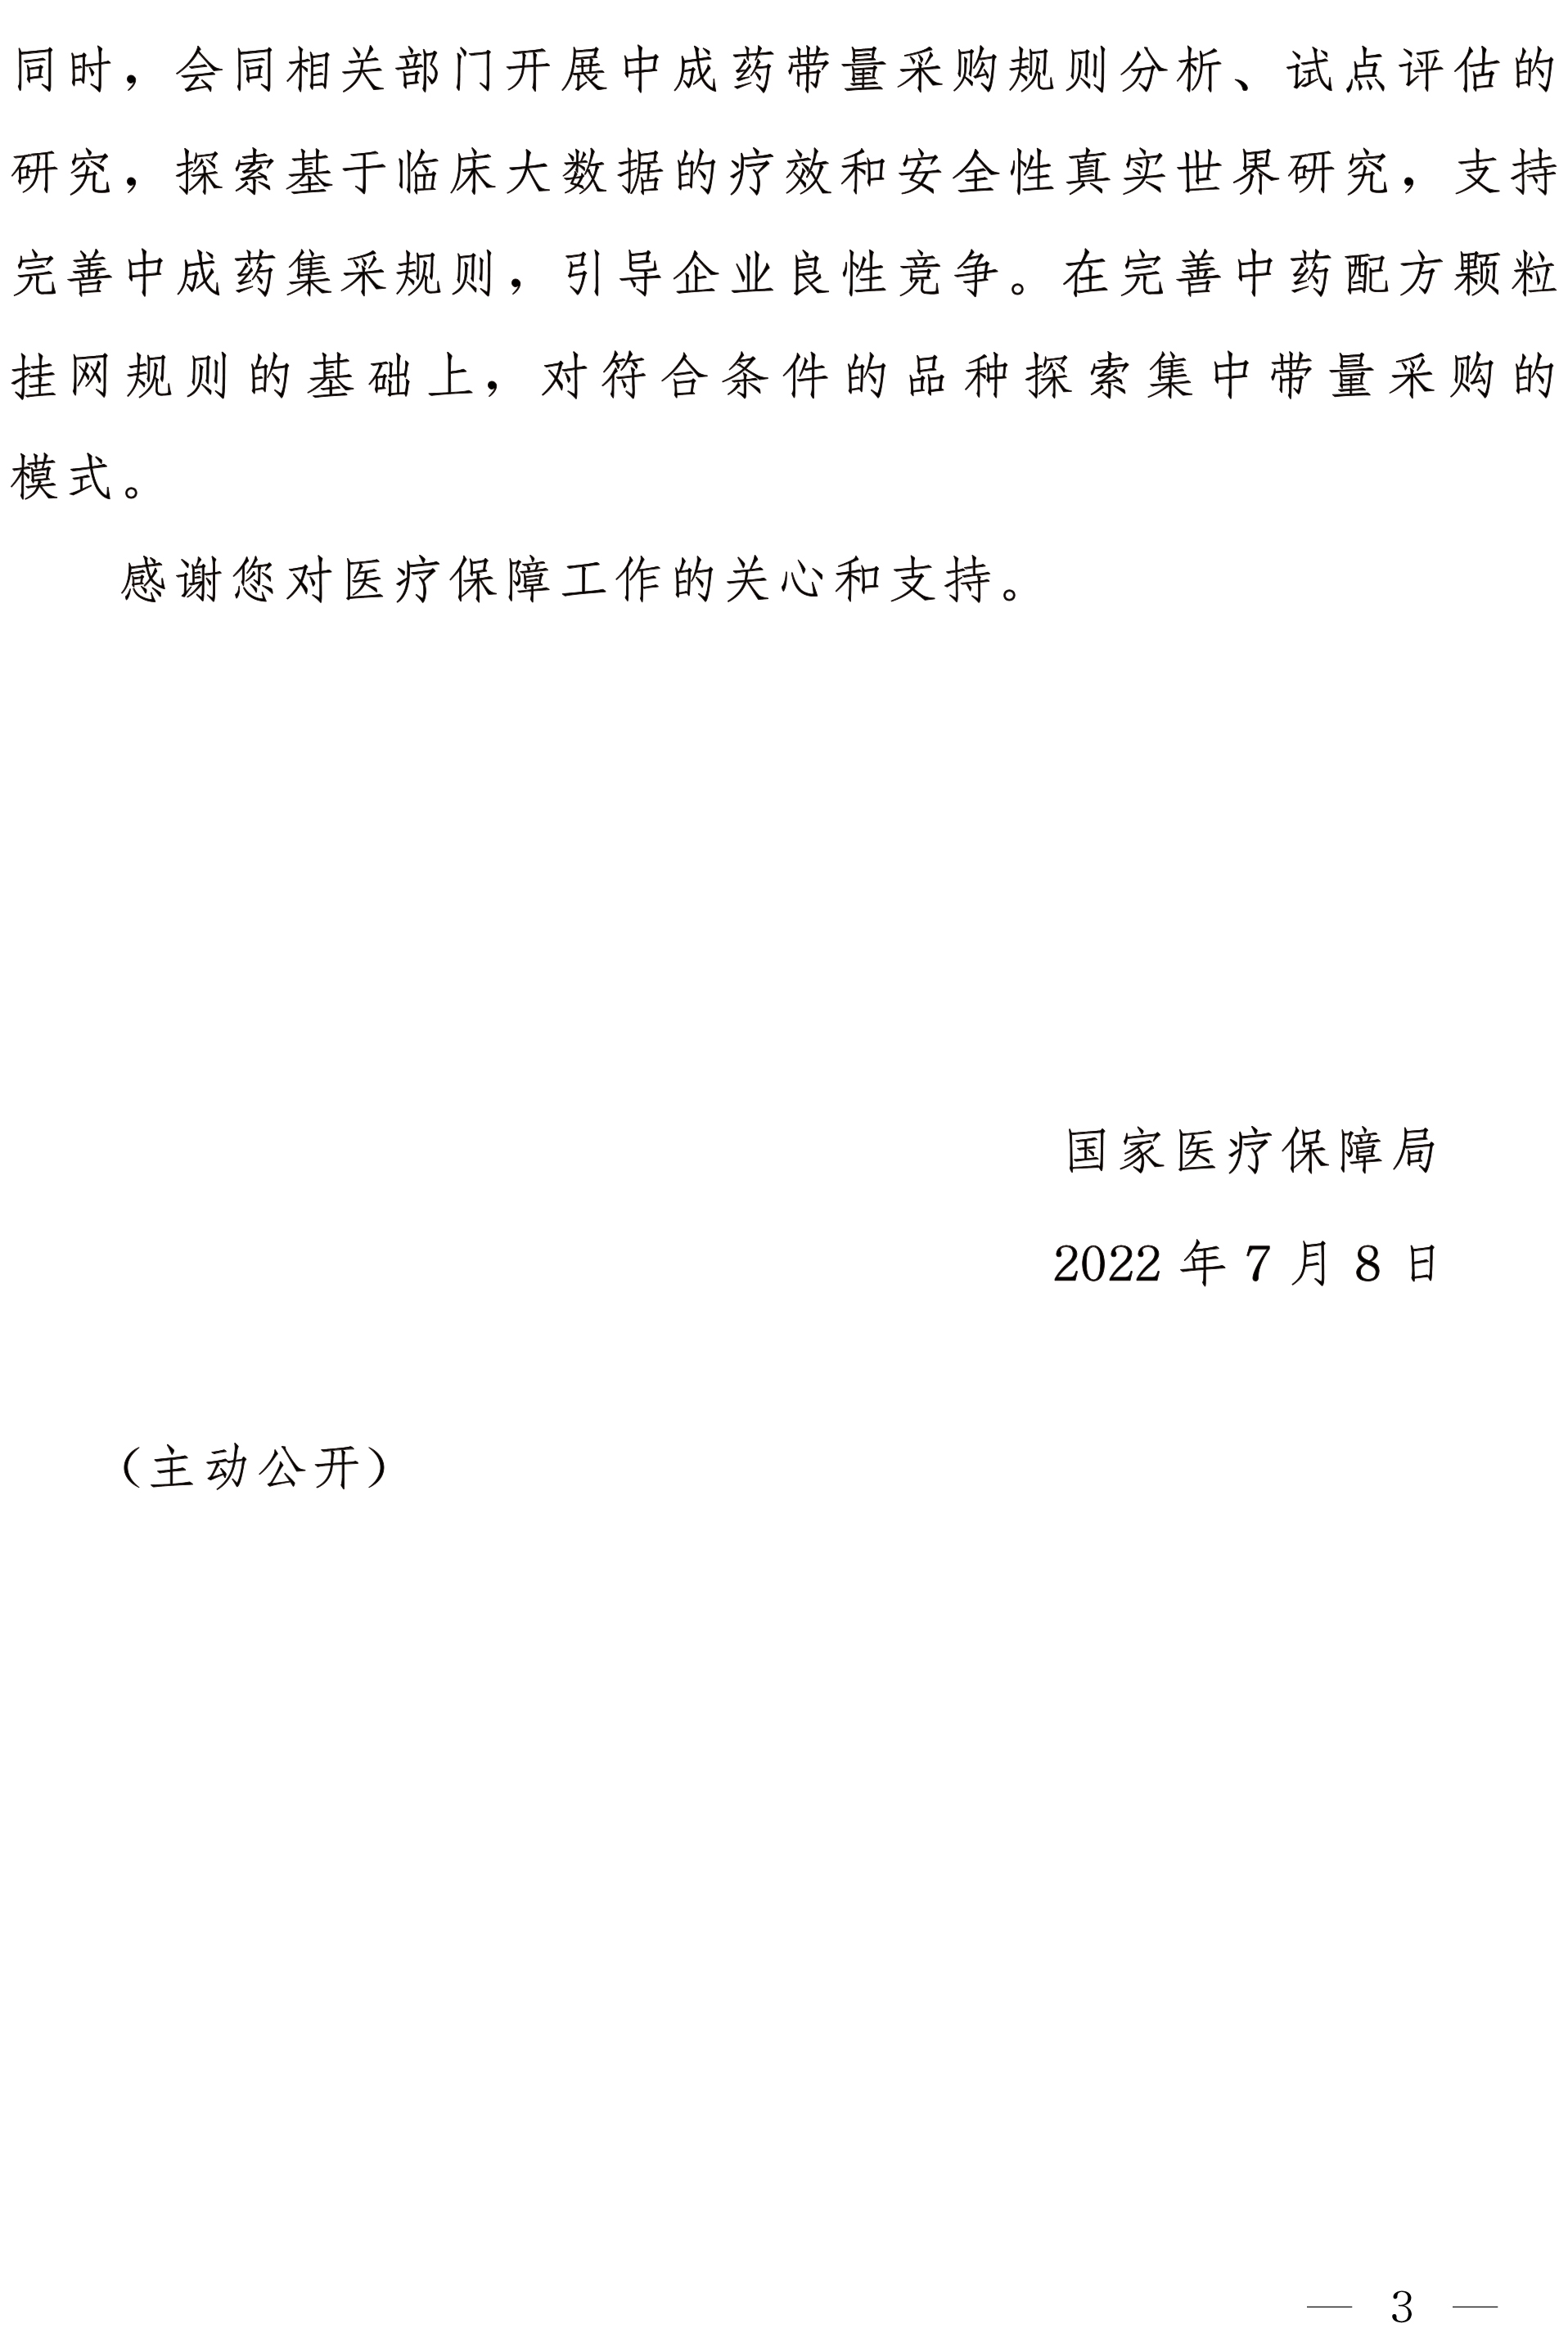 同时，会同相关部门开展中成药带量采购规则分析、试点评估的
研究，探索基于临床大数据的疗效和安全性真实世界研究，支持
完善中成药集采规则，引导企业良性竞争。在完善中药配方颗粒
挂网规则的基础上，对符合条件的品种探索集中带量采购的
模式。
感谢您对医疗保障工作的关心和支持。
国家医疗保障局
2022 年 7 月 8 日
（主动公开）
— 3 —